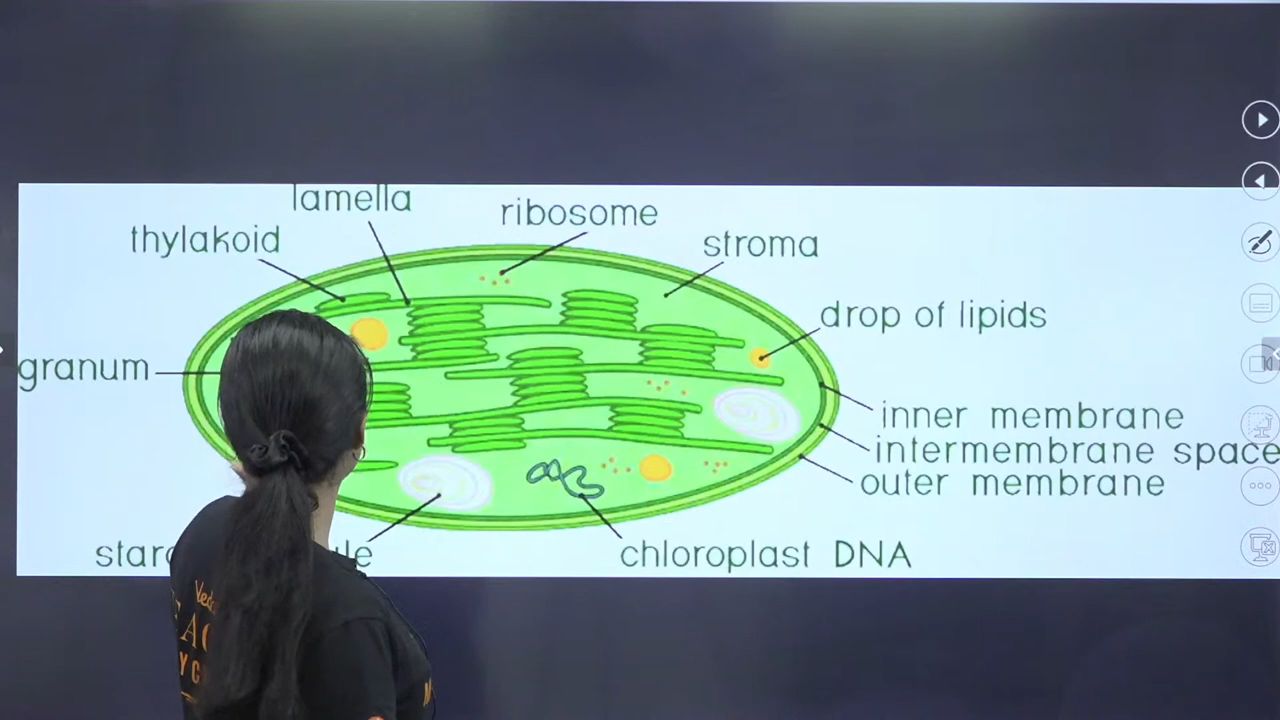 lamella
ribosome
thylakoid
stroma
drop of lipids
granum
inner membrane
intermembrane space
outer membrane
chloroplast DNA